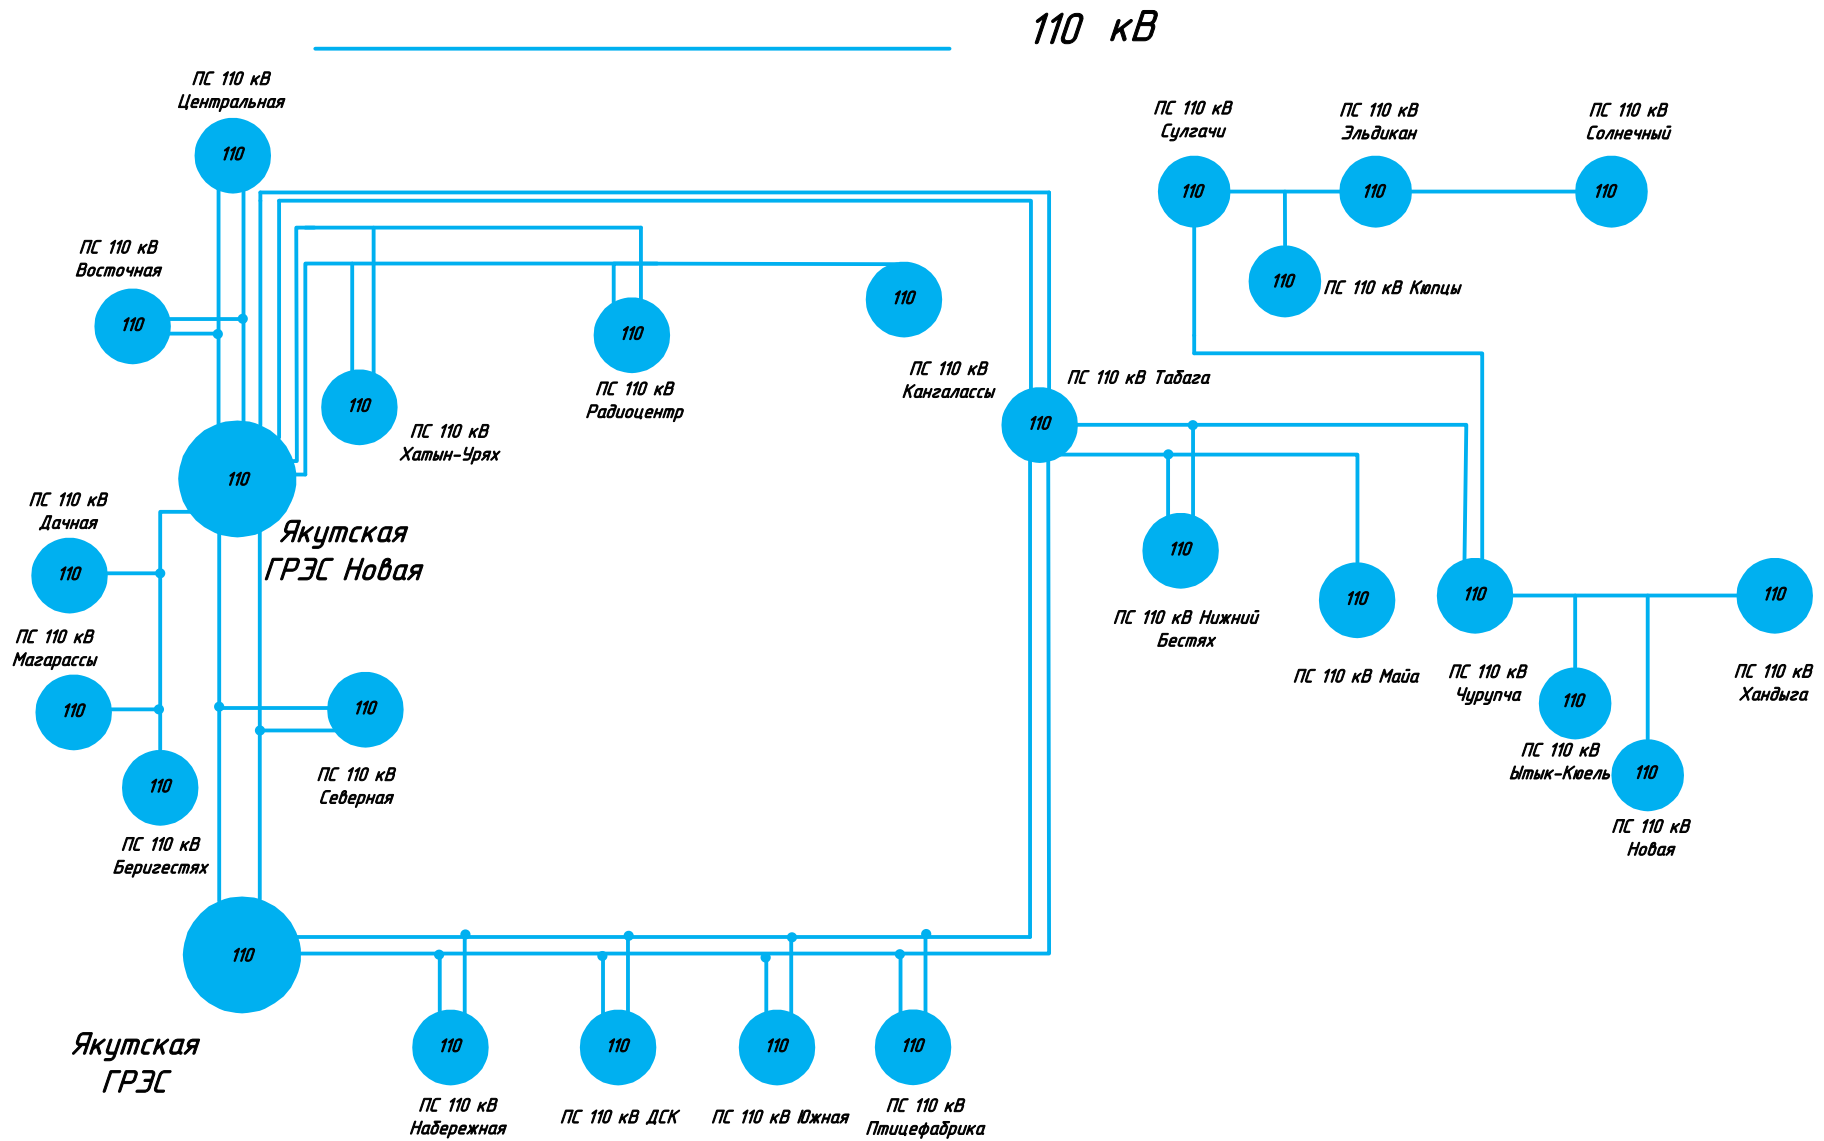 110 кВ
ПС 110 кВ
Центральная
110
ПС 110 кВ
Сулгачи
110
ПС 110 кВ
Эльдикан
110
ПС 110 кВ
Солнечный
110
ПС 110 кВ
Восточная
110
110
ПС 110 кВ Кюпцы
110
ПС 110 кВ
Кангалассы
110
ПС 110 кВ
Радиоцентр
110
ПС 110 кВ
Хатын-Урях
ПС 110 кВ Табага
110
110
Якутская
ГРЭС Новая
ПС 110 кВ
Дачная
110
ПС 110 кВ
Магарассы
110
110
ПС 110 кВ
Беригестях
110
ПС 110 кВ
Северная
110
ПС 110 кВ Нижний
Бестях
110
ПС 110 кВ Майа
110
ПС 110 кВ
Чурупча
110
ПС 110 кВ
Хандыга
110
ПС 110 кВ
Ытык-Кюель
110
ПС 110 кВ
Новая
110
Якутская
ГРЭС
110
ПС 110 кВ
Набережная
110
ПС 110 кВ ДСК
110
ПС 110 кВ Южная
110
ПС 110 кВ
Птицефабрика